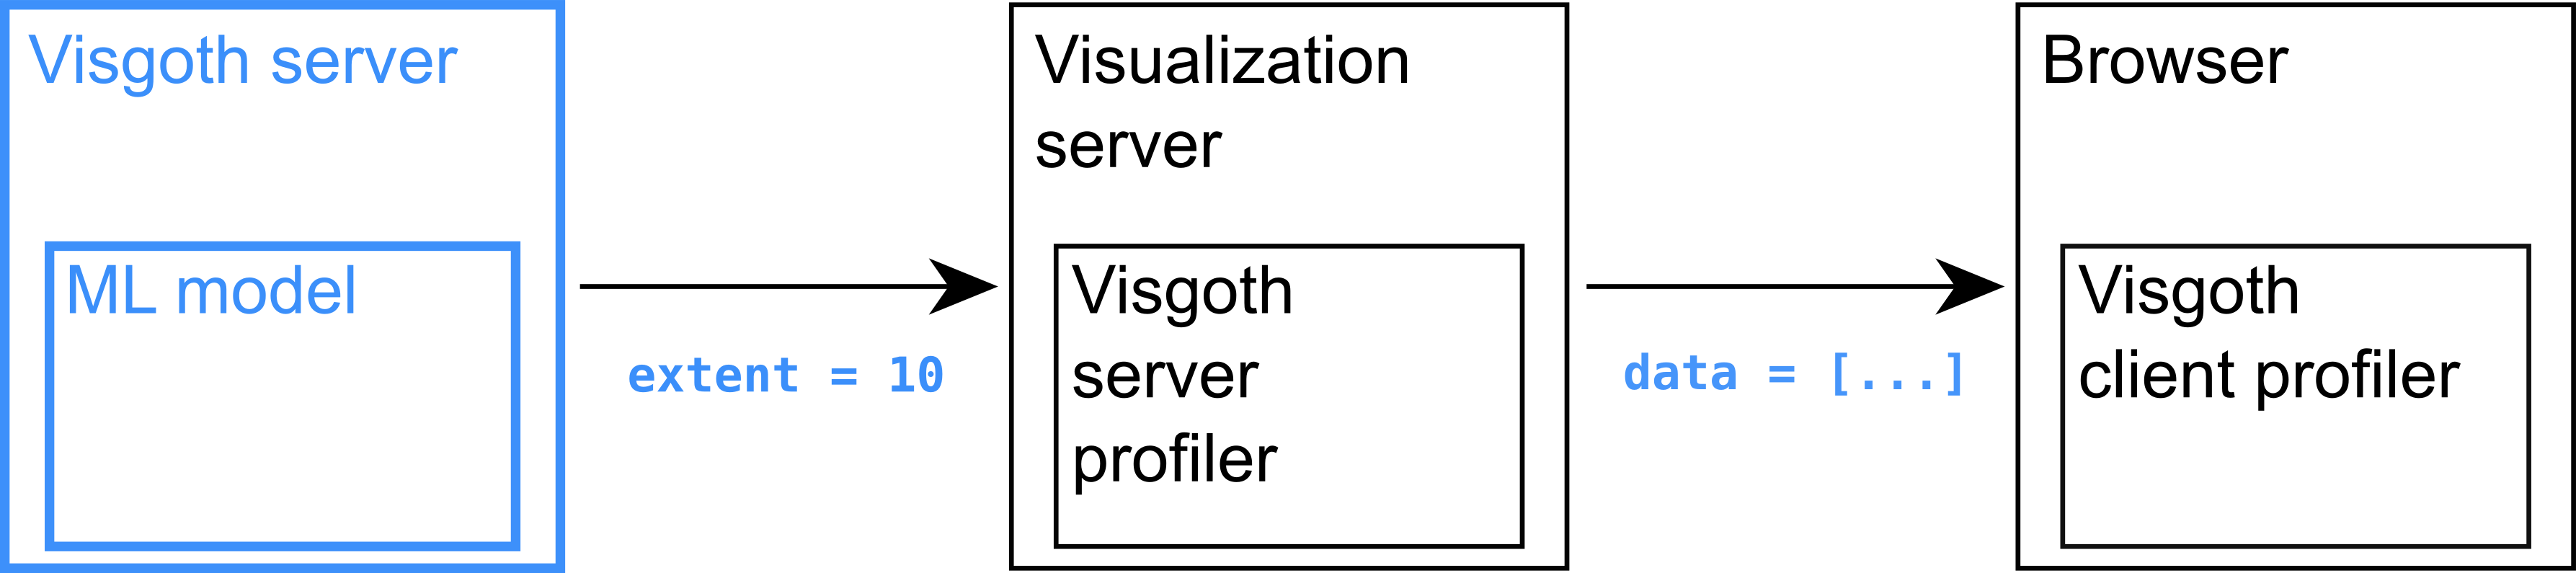 Visgoth server
ML model
extent = 10
Visualization
server
Visgoth
server
profiler
data = [...]
Browser
Visgoth
client profiler